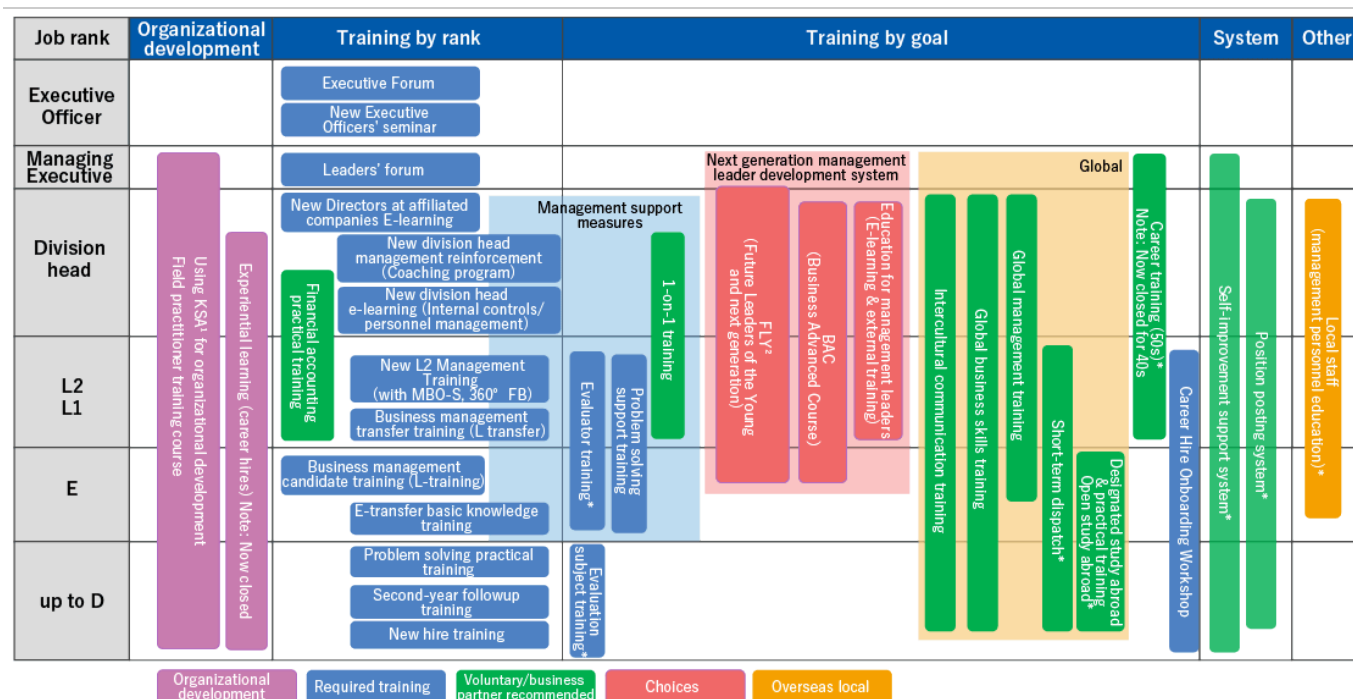 Job rank
Organizational
development
Training by rank
Training by goal
System
Other
Executive
Officer
Executive Forum
New Executive
Officers' seminar
Managing
Executive
Leaders' forum
Next generation management
leader development system
Global
Division
head
New Directors at affiliated
companies E-learning
Management support
measures
New division head
management reinforcement
(Coaching program)
New division head
e-learning (Internal controls/
personnel management)
L2
L1
New L2 Management
Training
(with MBO-S, 360° FB)
Business management
transfer training (L transfer)
E
Business management
candidate training (L-training)
E-transfer basic knowledge
training
up to D
Problem solving practical
training
Second-year followup
training
New hire training
Using KSA¹ for organizational development
Field practitioner training course
Experiential learning (career hires) Note: Now closed
Financial accounting
practical training
Evaluator training*
Problem solving
support training
Evaluation
subject training*
1-on-1 training
FLY²
(Future Leaders of the Young
and next generation)
BAC
(Business Advanced Course)
Education for management leaders
(E-learning & external training)
Intercultural communication training
Global business skills training
Global management training
Short-term dispatch*
Designated study abroad
& practical training
Open study abroad*
Career training (50s)*
Note: Now closed for 40s
Career Hire Onboarding Workshop
Self-improvement support system*
Position posting system*
Local staff
(management personnel education)*
Organizational
development
Required training
Voluntary/business
partner recommended
Choices
Overseas local